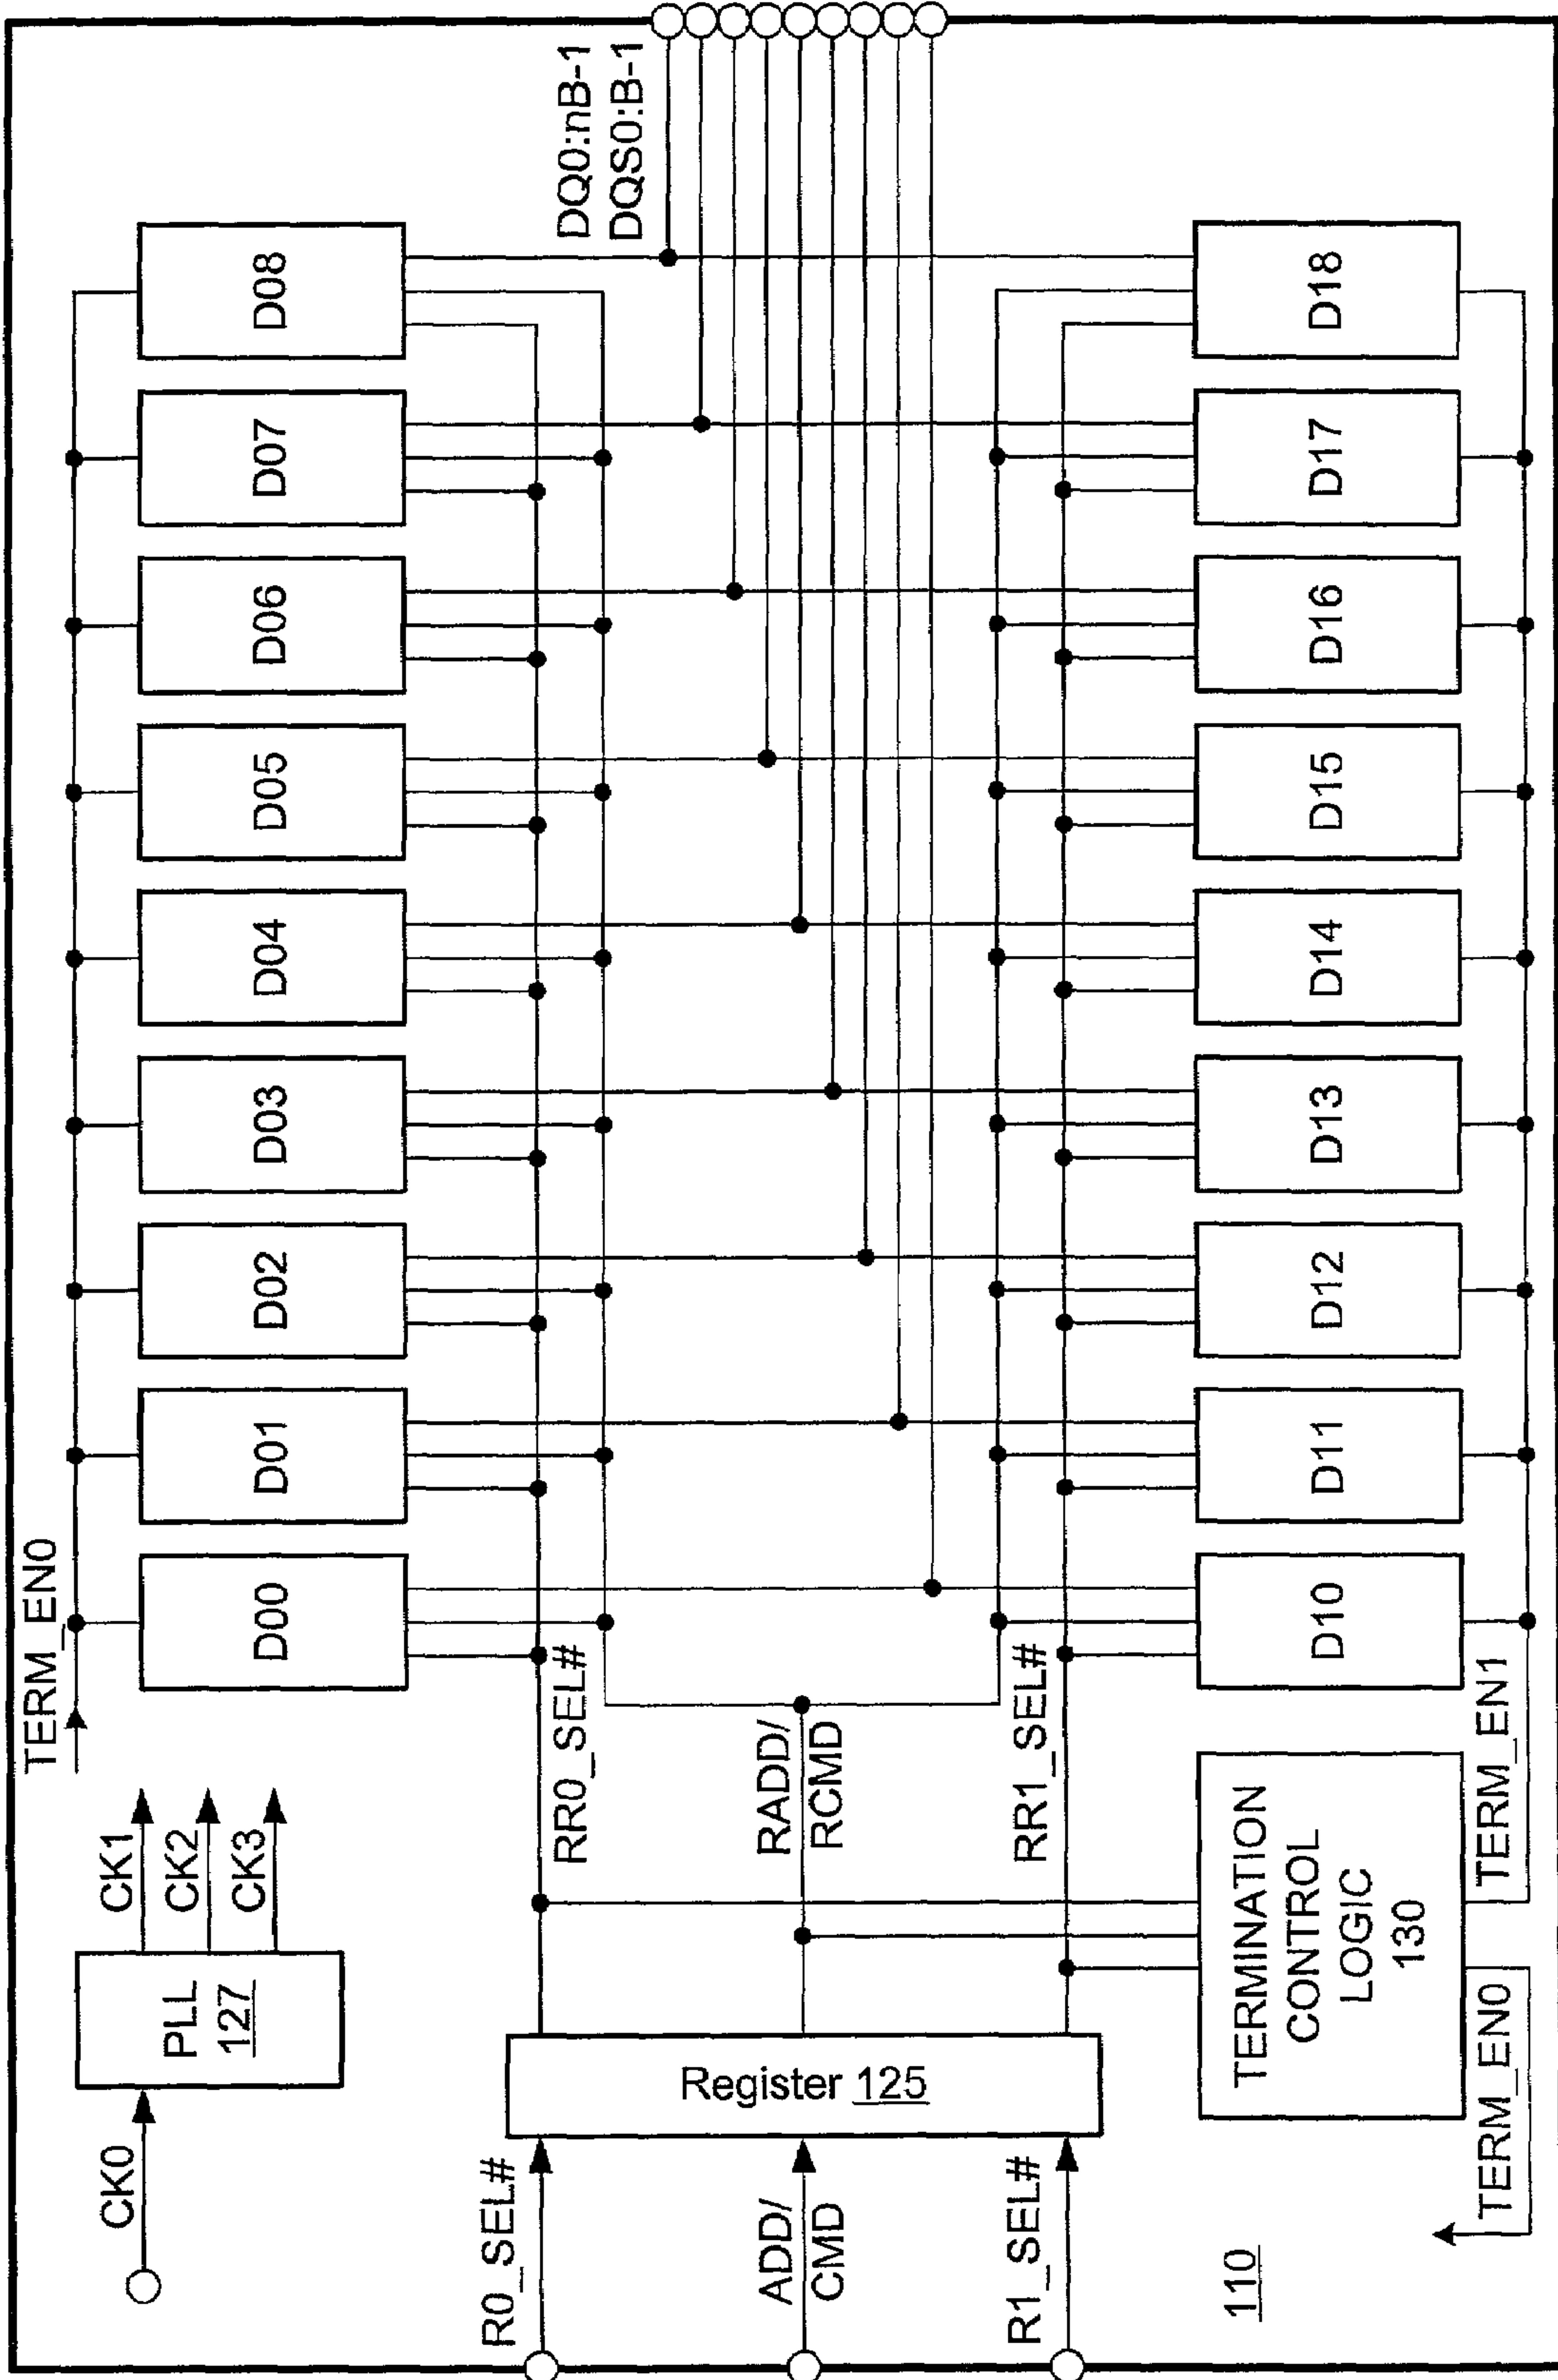 TERM_EN0
CK0
PLL
127
CK1
CK2
CK3
D00
D01
D02
D03
D04
D05
D06
D07
D08
DQ0:nB-1
DQS0:B-1
R0_SEL#
RR0_SEL#
ADD/
CMD
Register 125
RADD/
RCMD
R1_SEL#
RR1_SEL#
110
TERMINATION
CONTROL
LOGIC
130
D10
D11
D12
D13
D14
D15
D16
D17
D18
TERM_EN0
TERM_EN1